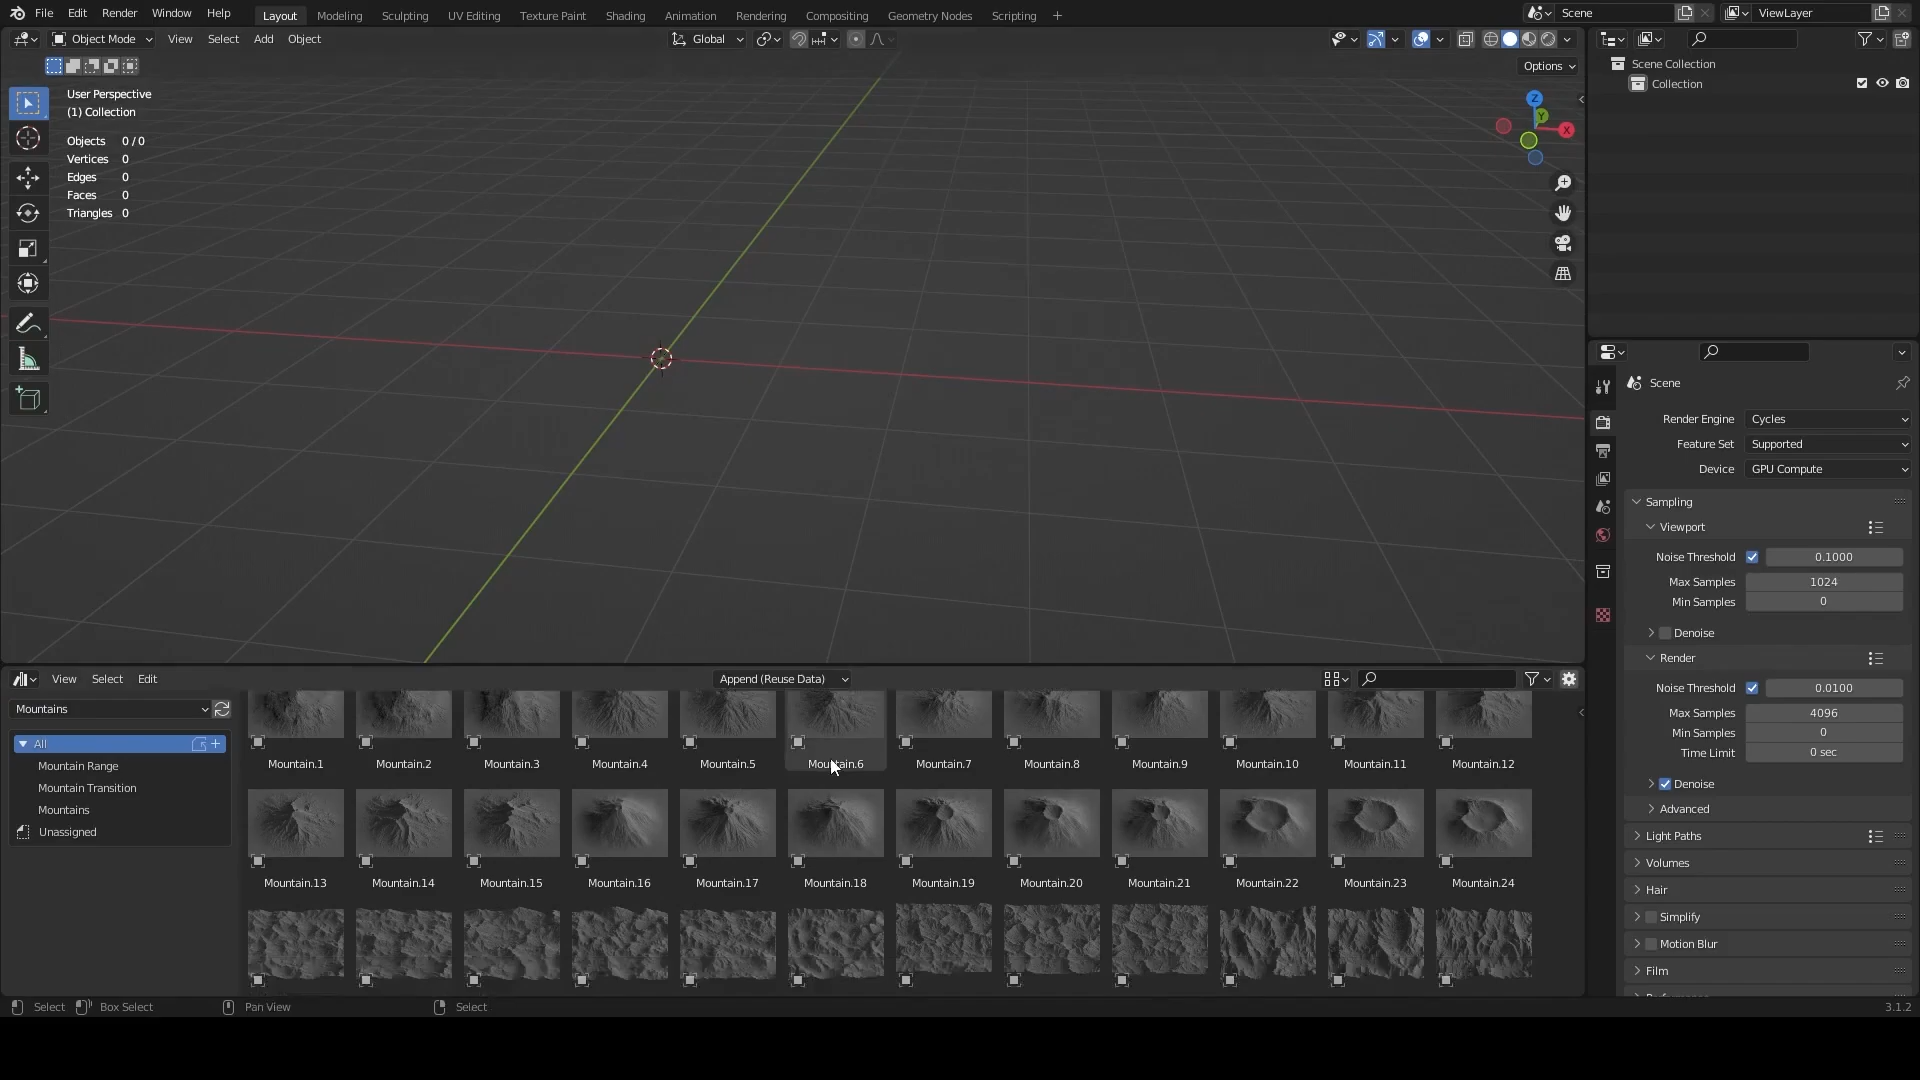 File Edit Render Window Help Layout Modeling Sculpting UV Editing Texture Paint Shading Animation Rendering Compositing Geometry Nodes Scripting + Scene ViewLayer
Object Mode View Select Add Object Global
Options
User Perspective
(1) Collection
Objects 0 / 0
Vertices 0
Edges 0
Faces 0
Triangles 0
Z
Y
X
Scene Collection
Collection
Scene
Render Engine Cycles
Feature Set Supported
Device GPU Compute
Sampling
Viewport
Noise Threshold 0.1000
Max Samples 1024
Min Samples 0
Denoise
Render
Noise Threshold 0.0100
Max Samples 4096
Min Samples 0
Time Limit 0 sec
Denoise
Advanced
Light Paths
Volumes
Hair
Simplify
Motion Blur
Film
View Select Edit Append (Reuse Data)
Mountains
All
Mountain Range
Mountain Transition
Mountains
Unassigned
Mountain.1 Mountain.2 Mountain.3 Mountain.4 Mountain.5 Mountain.6 Mountain.7 Mountain.8 Mountain.9 Mountain.10 Mountain.11 Mountain.12
Mountain.13 Mountain.14 Mountain.15 Mountain.16 Mountain.17 Mountain.18 Mountain.19 Mountain.20 Mountain.21 Mountain.22 Mountain.23 Mountain.24
Select Box Select Pan View Select 3.1.2